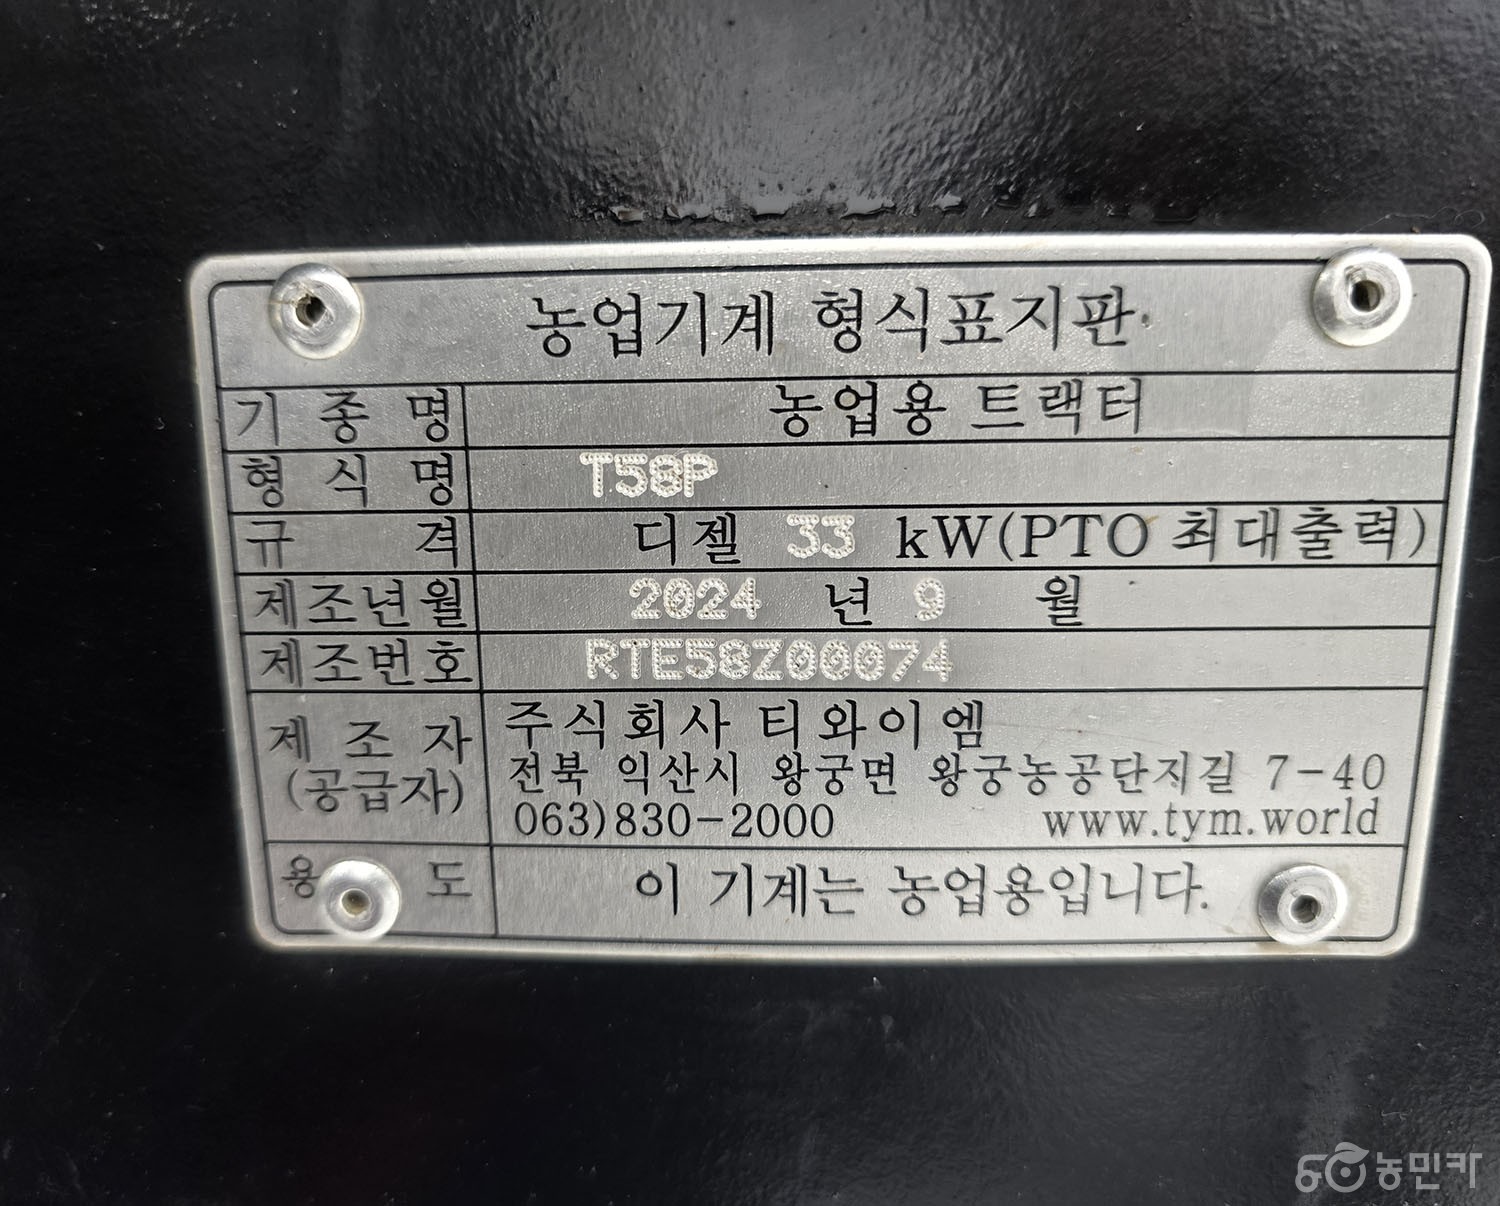 농업기계 형식표지판
기종명 농업용 트랙터
형식명 T58P
규격 디젤 33 kW(PTO 최대출력)
제조년월 2024 년 9 월
제조번호 RTE58Z00074
제조자 주식회사 티와이엠
(공급자) 전북 익산시 왕궁면 왕궁농공단지길 7-40
063)830-2000 www.tym.world
용도 이 기계는 농업용입니다.
농민카